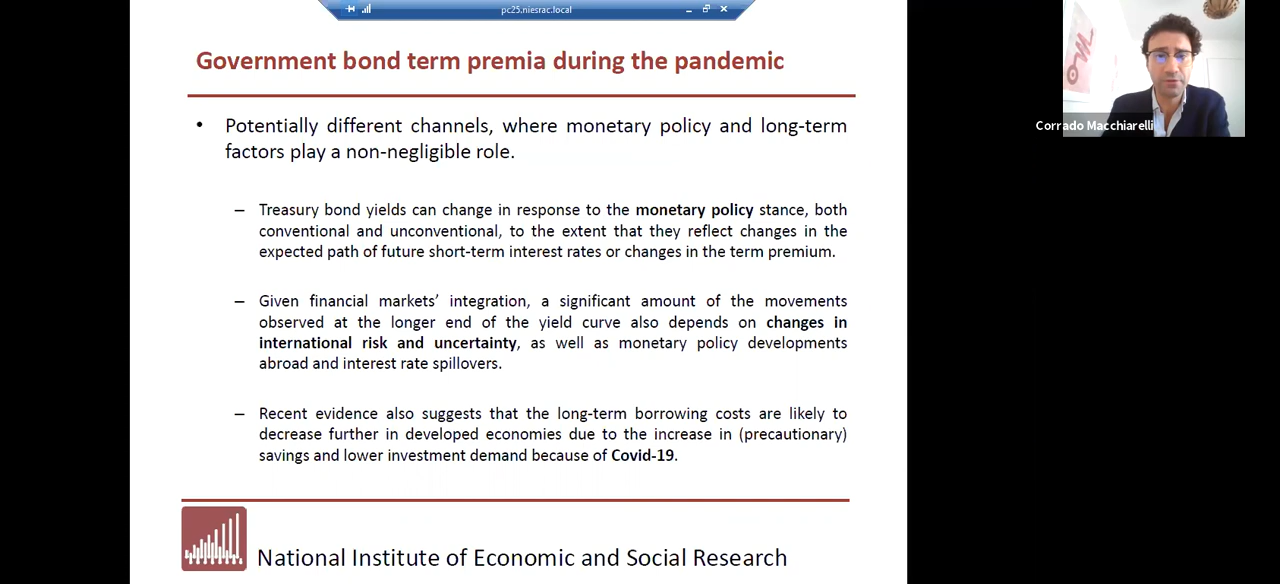 pc25.niesrac.local
Government bond term premia during the pandemic
• Potentially different channels, where monetary policy and long-term
factors play a non-negligible role.
– Treasury bond yields can change in response to the monetary policy stance, both
conventional and unconventional, to the extent that they reflect changes in the
expected path of future short-term interest rates or changes in the term premium.
– Given financial markets’ integration, a significant amount of the movements
observed at the longer end of the yield curve also depends on changes in
international risk and uncertainty, as well as monetary policy developments
abroad and interest rate spillovers.
– Recent evidence also suggests that the long-term borrowing costs are likely to
decrease further in developed economies due to the increase in (precautionary)
savings and lower investment demand because of Covid-19.
National Institute of Economic and Social Research
Corrado Macchiarelli